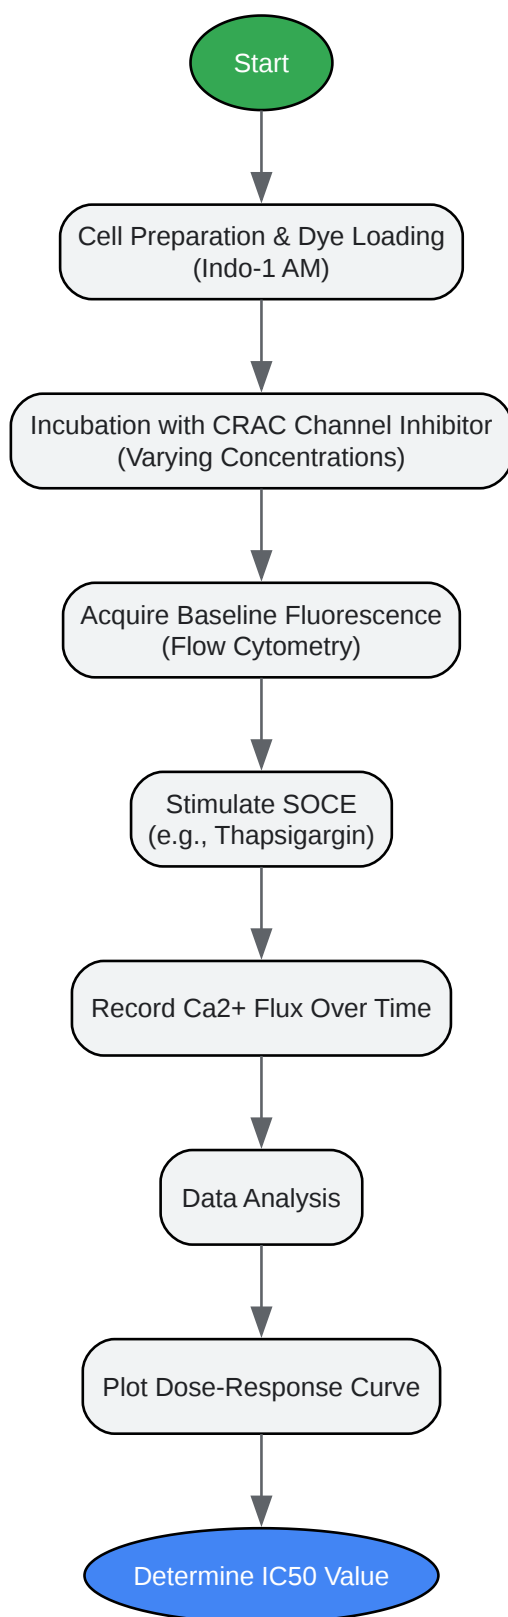 Start
Cell Preparation & Dye Loading
(Indo-1 AM)
Incubation with CRAC Channel Inhibitor
(Varying Concentrations)
Acquire Baseline Fluorescence
(Flow Cytometry)
Stimulate SOCE
(e.g., Thapsigargin)
Record Ca2+ Flux Over Time
Data Analysis
Plot Dose-Response Curve
Determine IC50 Value